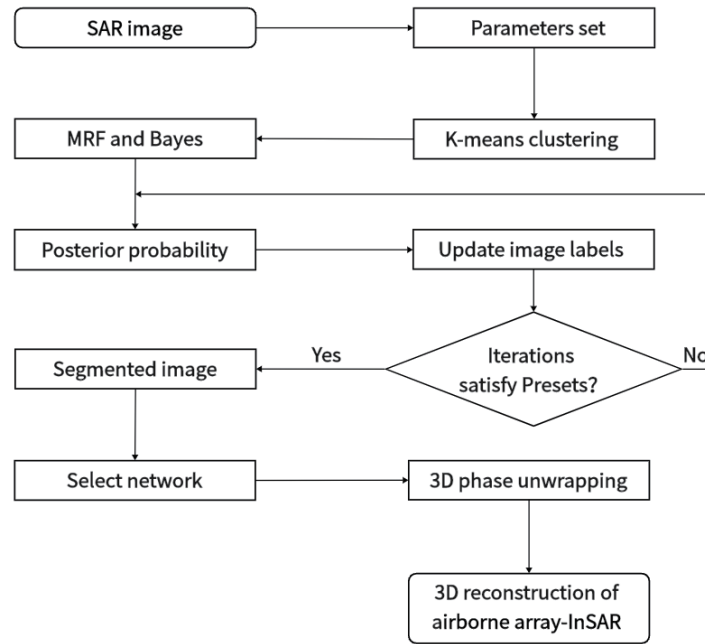 SAR image
Parameters set
MRF and Bayes
K-means clustering
Posterior probability
Update image labels
Segmented image
Yes
Iterations
satisfy Presets?
No
Select network
3D phase unwrapping
3D reconstruction of
airborne array-InSAR